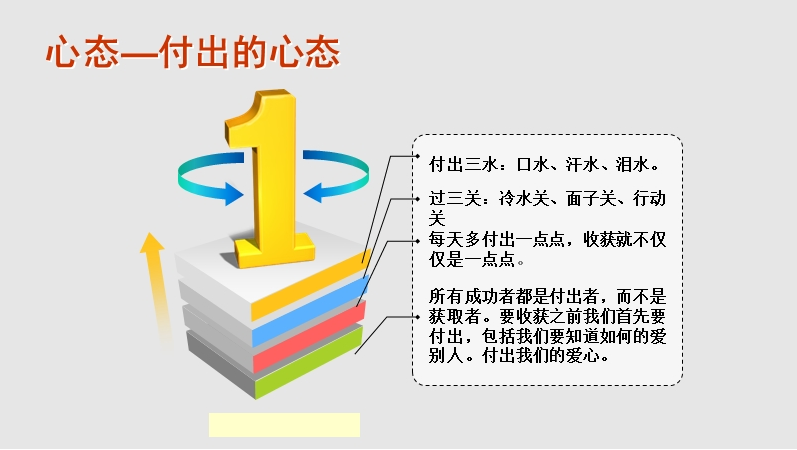 心态—付出的心态
1
付出三水：口水、汗水、泪水。
过三关：冷水关、面子关、行动
关
每天多付出一点点，收获就不仅
仅是一点点。
所有成功者都是付出者，而不是
获取者。要收获之前我们首先要
付出，包括我们要知道如何的爱
别人。付出我们的爱心。